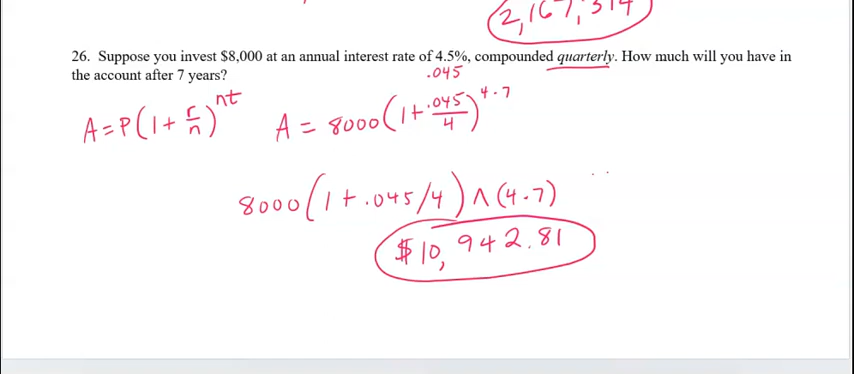 2,167,314
26. Suppose you invest $8,000 at an annual interest rate of 4.5%, compounded quarterly. How much will you have in
.045
the account after 7 years?
A=P(1+r/n)^nt A = 8000(1+.045/4)^4·7
8000(1+.045/4)^(4·7)
$10,942.81